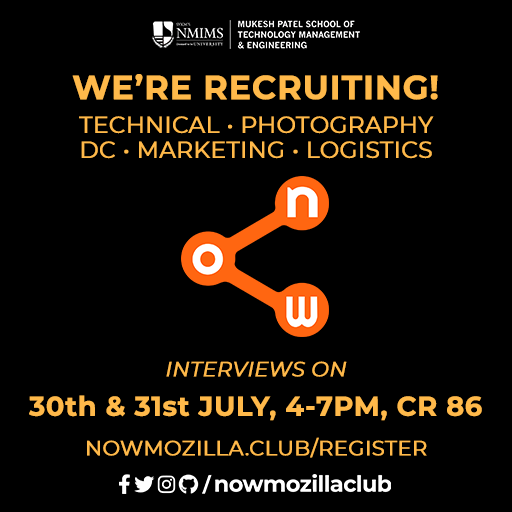 NMIMS
MUKESH PATEL SCHOOL OF
TECHNOLOGY MANAGEMENT
& ENGINEERING
WE'RE RECRUITING!
TECHNICAL • PHOTOGRAPHY
DC • MARKETING • LOGISTICS
n
o
w
INTERVIEWS ON
30th & 31st JULY, 4-7PM, CR 86
NOWMOZILLA.CLUB/REGISTER
/nowmozillaclub